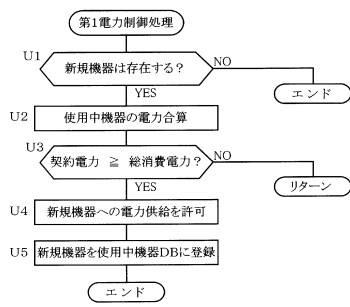 第1電力制御処理
U1
新規機器は存在する?
NO
エンド
YES
U2
使用中機器の電力合算
U3
契約電力 ≧ 総消費電力?
NO
リターン
YES
U4
新規機器への電力供給を許可
U5
新規機器を使用中機器DBに登録
エンド